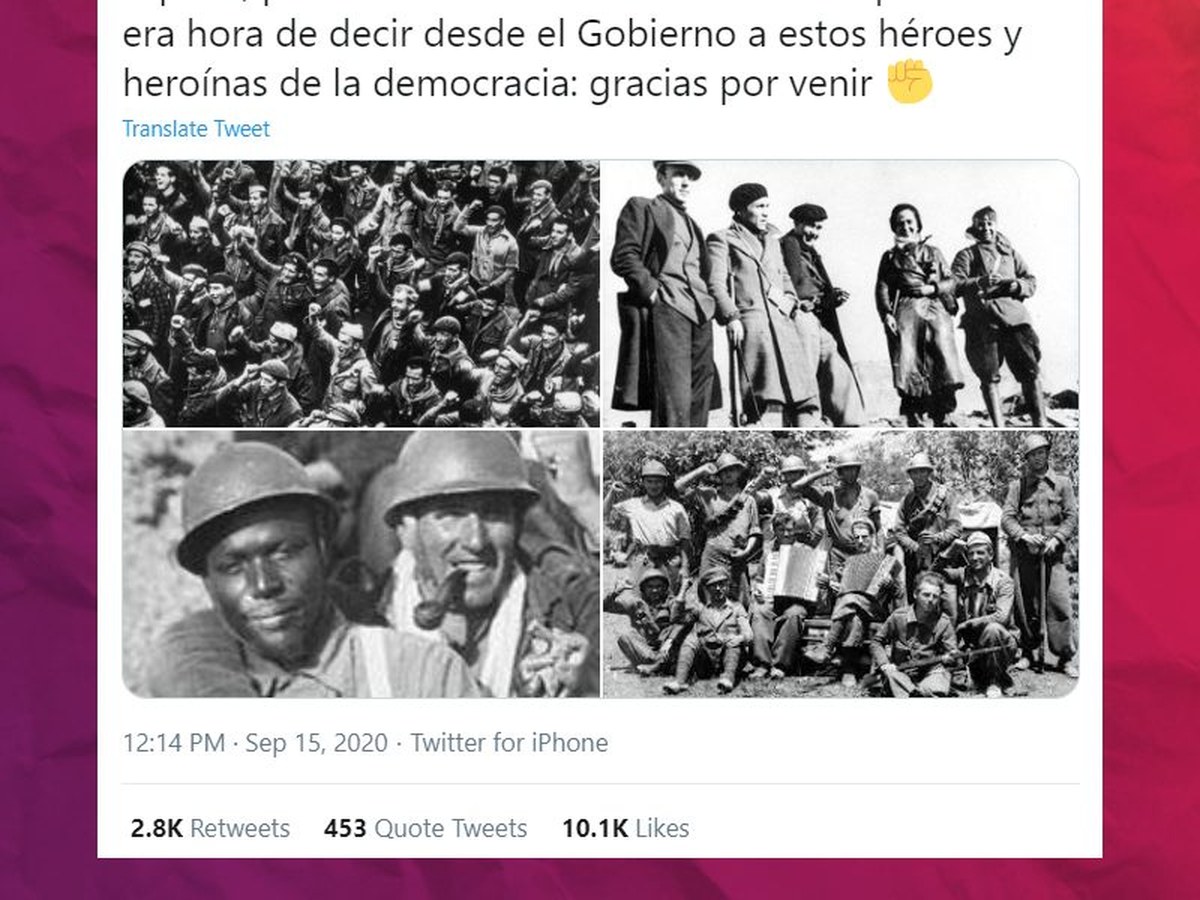 era hora de decir desde el Gobierno a estos héroes y
heroínas de la democracia: gracias por venir ✊
Translate Tweet
12:14 PM · Sep 15, 2020 · Twitter for iPhone
2.8K Retweets 453 Quote Tweets 10.1K Likes